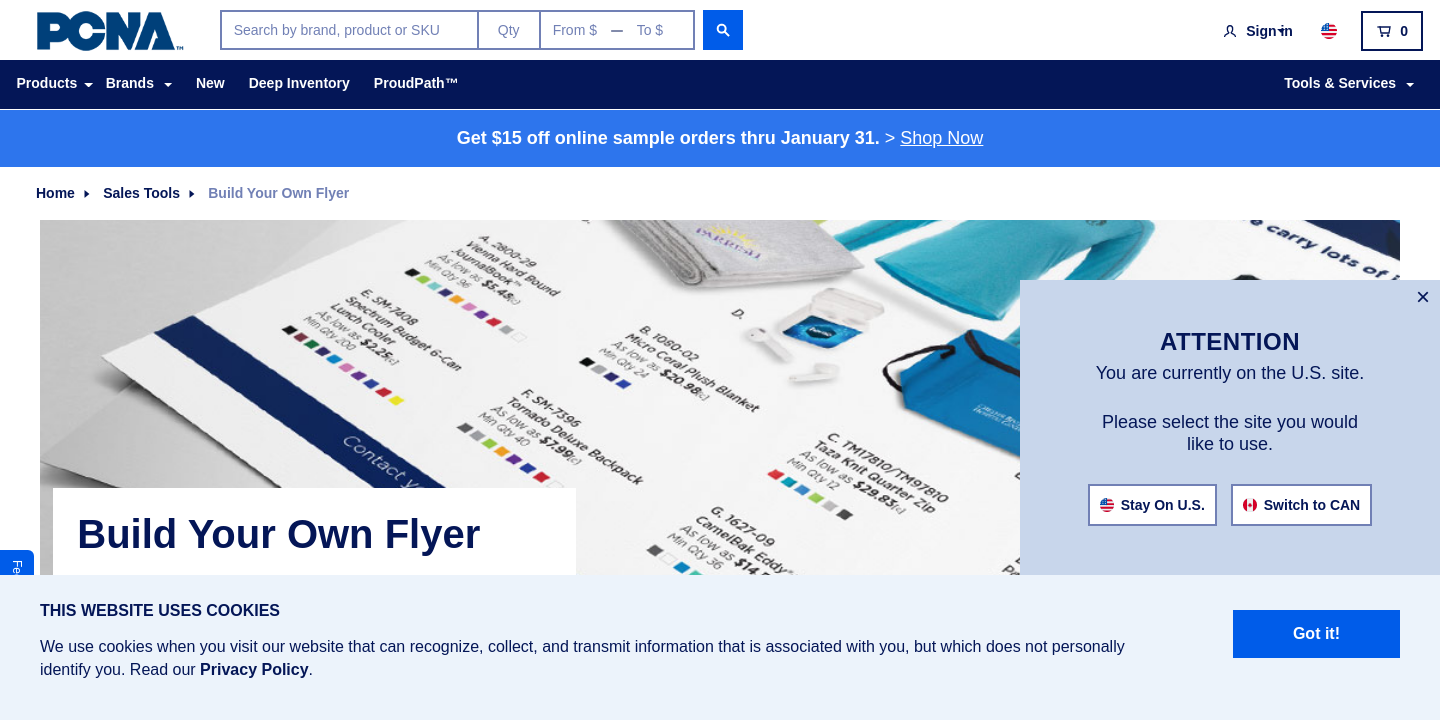 PCNA™
Search by brand, product or SKU
Qty
From $ — To $
Sign in
0
Products
Brands
New
Deep Inventory
ProudPath™
Tools & Services
Get $15 off online sample orders thru January 31. > Shop Now
Home
Sales Tools
Build Your Own Flyer
A. 2800-29
Vienna Hard Bound
JournalBook™
As low as $5.43(c)
Min Qty 96
E. SM-7408
Spectrum Budget 6-Can
Lunch Cooler
As low as $2.25(c)
Min Qty 200
D.
B. 1080-02
Micro Coral Plush Blanket
As low as $20.98(c)
Min Qty 24
F. SM-7396
Tornado Deluxe Backpack
As low as $7.99(c)
Min Qty 40
C. TM17810/TM97810
Taza Knit Quarter Zip
As low as $29.83(c)
Min Qty 12
G. 1627-09
CamelBak Eddy®
As low as
Min Qty 36
Contact
carry lots of
Build Your Own Flyer
×
ATTENTION
You are currently on the U.S. site.
Please select the site you would
like to use.
Stay On U.S.
Switch to CAN
THIS WEBSITE USES COOKIES
We use cookies when you visit our website that can recognize, collect, and transmit information that is associated with you, but which does not personally
identify you. Read our Privacy Policy.
Got it!